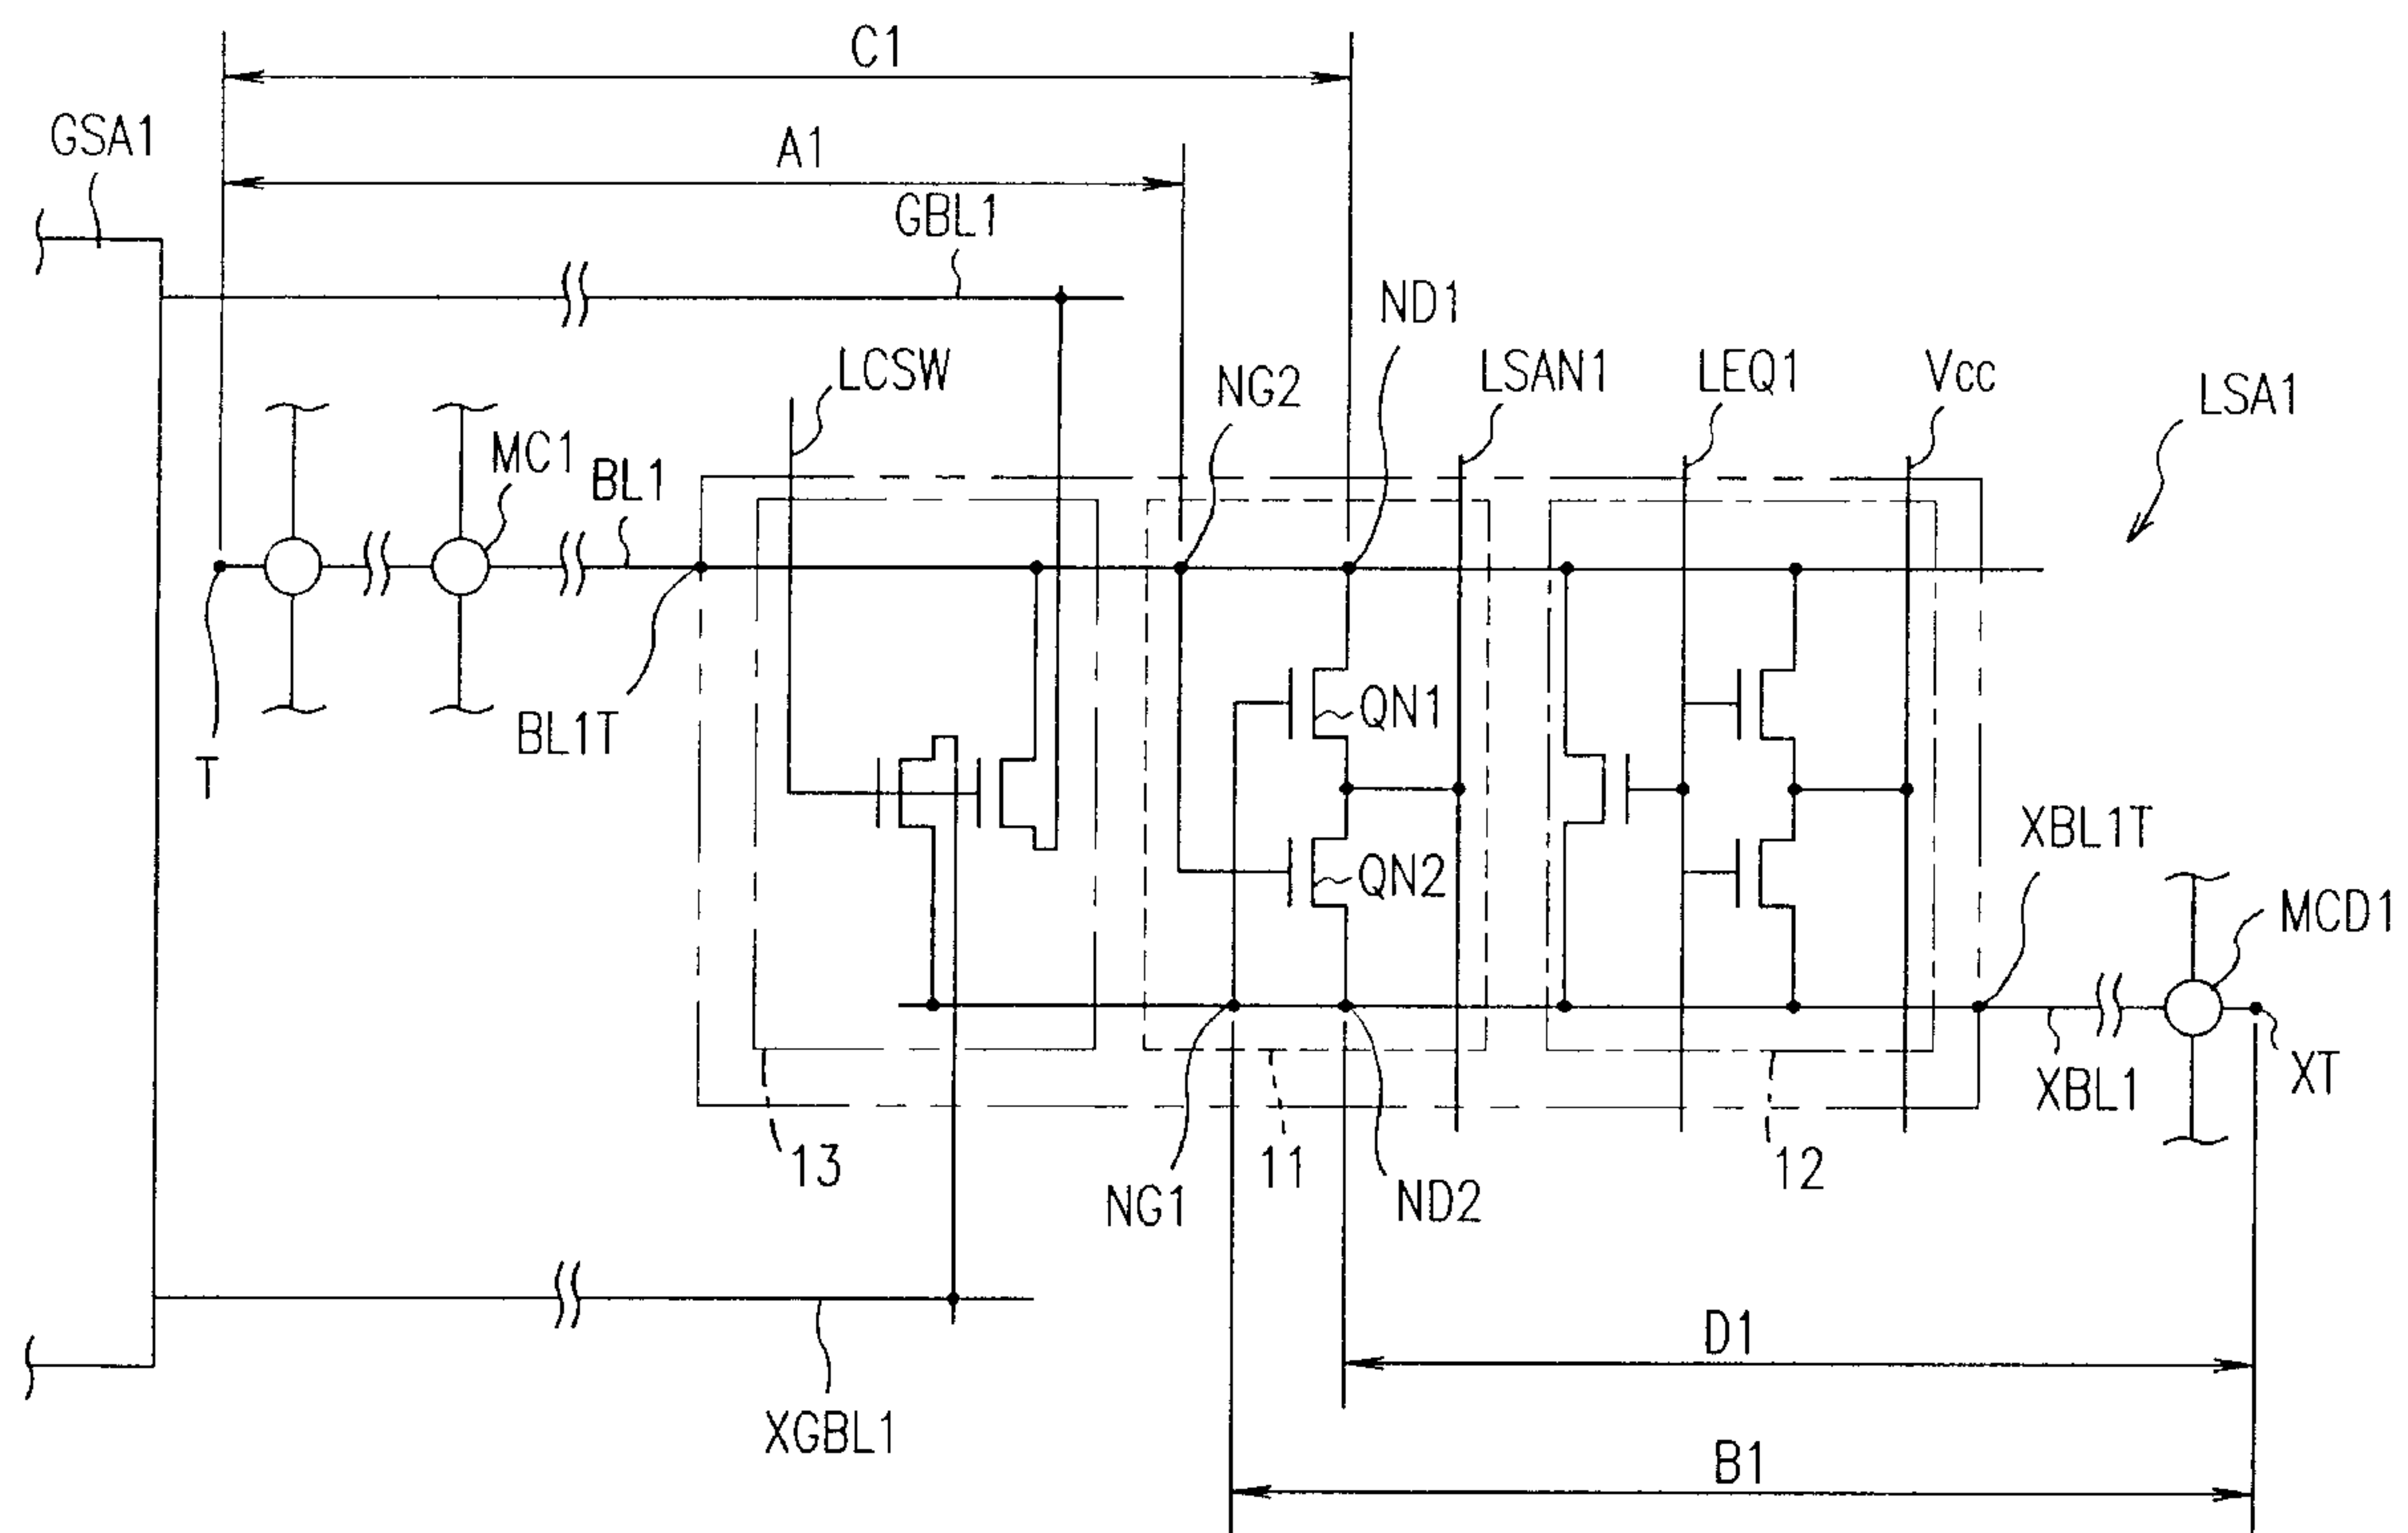 C1
GSA1
A1
GBL1
ND1
LCSW
NG2
LSAN1
LEQ1
Vcc
LSA1
MC1
BL1
QN1
BL1T
T
XBL1T
QN2
MCD1
XT
XBL1
13
NG1
11
ND2
12
D1
XGBL1
B1